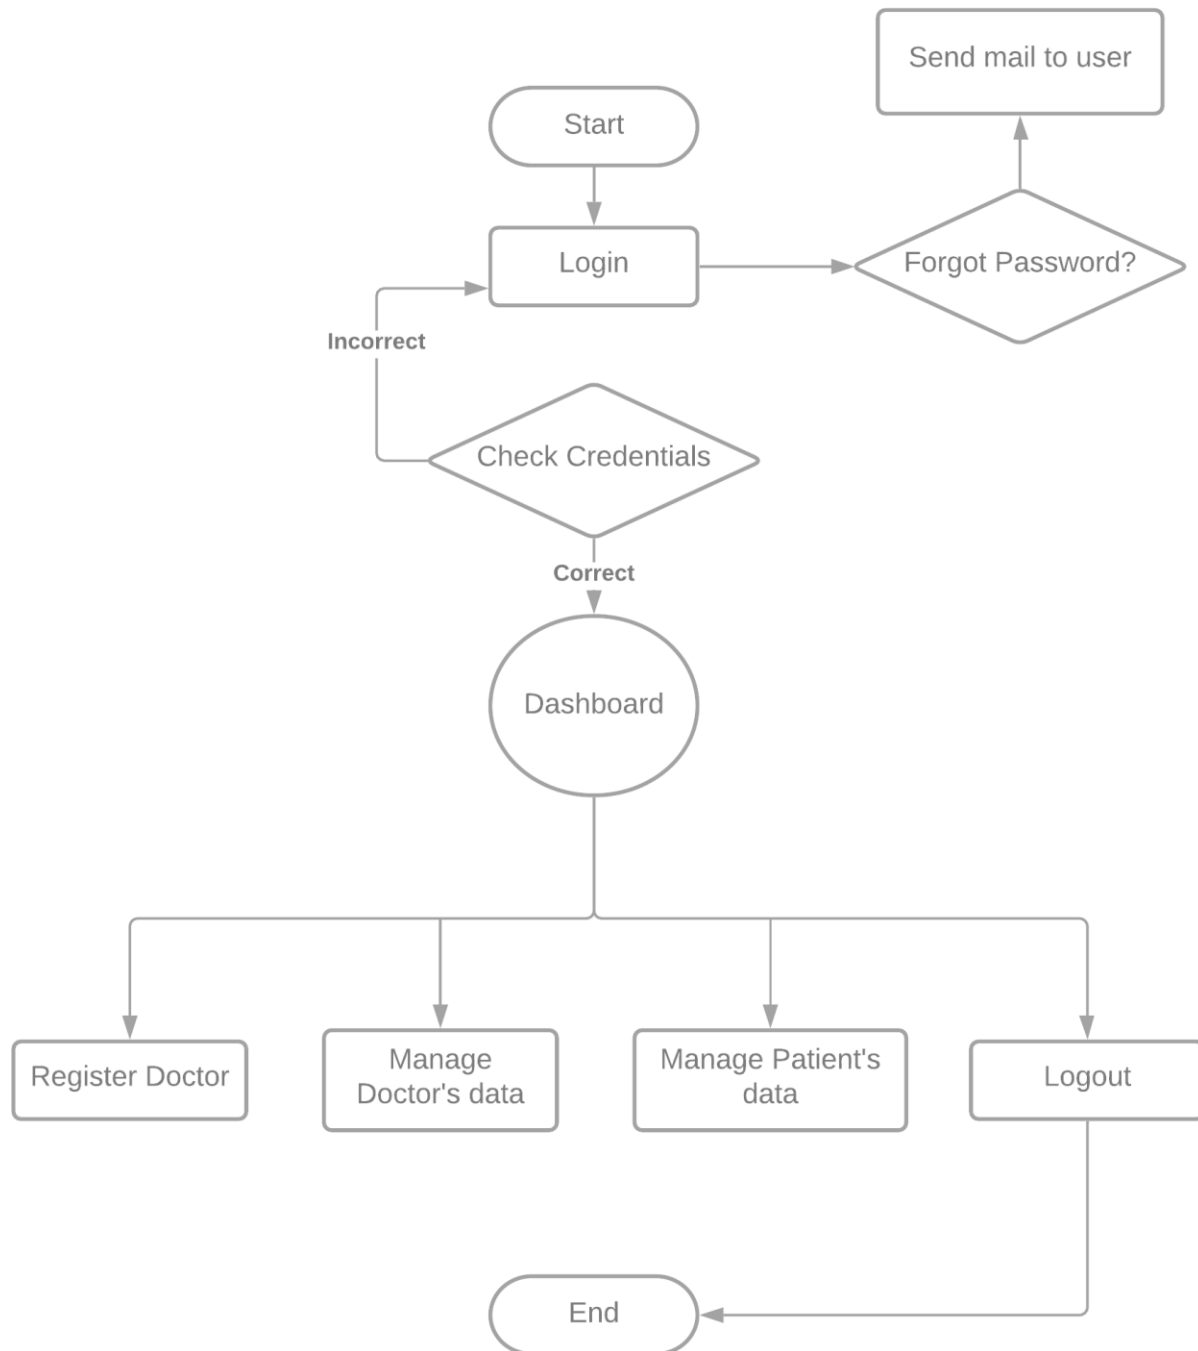 Send mail to user
Start
Login
Forgot Password?
Incorrect
Check Credentials
Correct
Dashboard
Register Doctor
Manage
Doctor's data
Manage Patient's
data
Logout
End